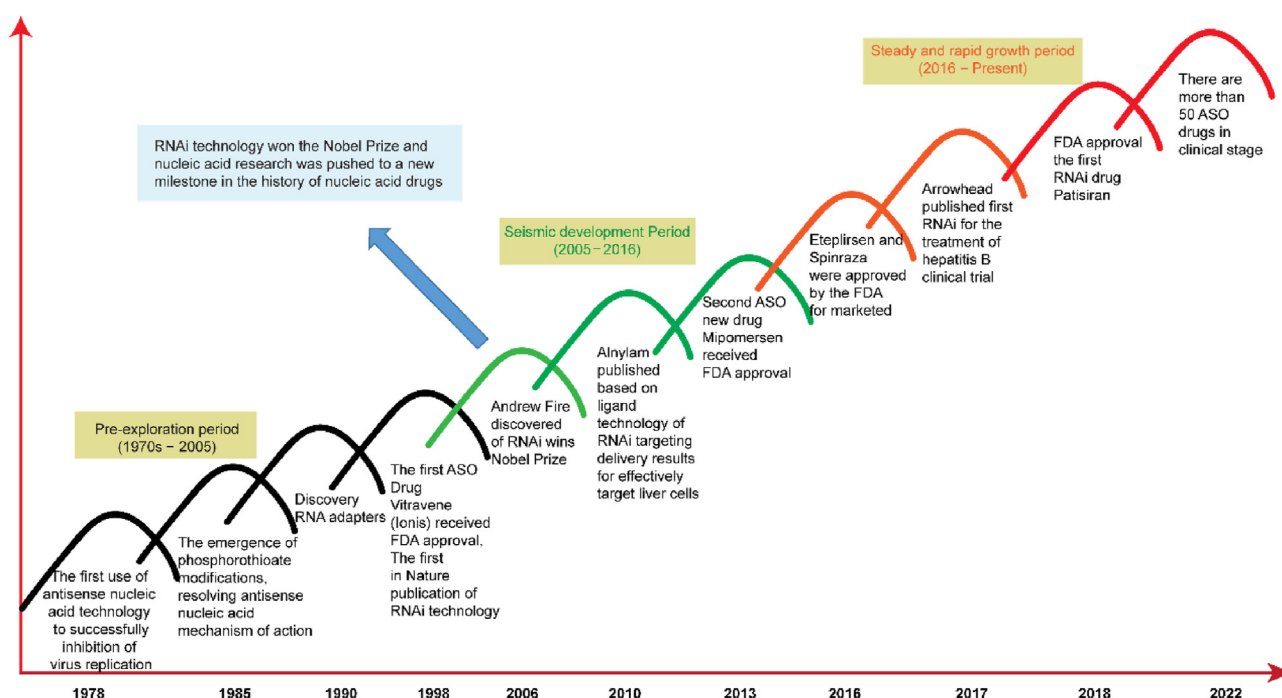 Steady and rapid growth period
(2016 – Present)
There are
more than
50 ASO
drugs in
clinical stage
RNAi technology won the Nobel Prize and
nucleic acid research was pushed to a new
milestone in the history of nucleic acid drugs
FDA approval
the first
RNAi drug
Patisiran
Arrowhead
published first
RNAi for the
treatment of
hepatitis B
clinical trial
Seismic development Period
(2005 – 2016)
Eteplirsen and
Spinraza
were approved
by the FDA
for marketed
Second ASO
new drug
Mipomersen
received
FDA approval
Alnylam
published
based on
ligand
technology of
RNAi targeting
delivery results
for effectively
target liver cells
Andrew Fire
discovered
of RNAi wins
Nobel Prize
Pre-exploration period
(1970s – 2005)
The first ASO
Drug
Vitravene
(Ionis) received
FDA approval,
The first
in Nature
publication of
RNAi technology
Discovery
RNA adapters
The emergence of
phosphorothioate
modifications,
resolving antisense
nucleic acid
mechanism of action
The first use of
antisense nucleic
acid technology
to successfully
inhibition of
virus replication
1978 1985 1990 1998 2006 2010 2013 2016 2017 2018 2022